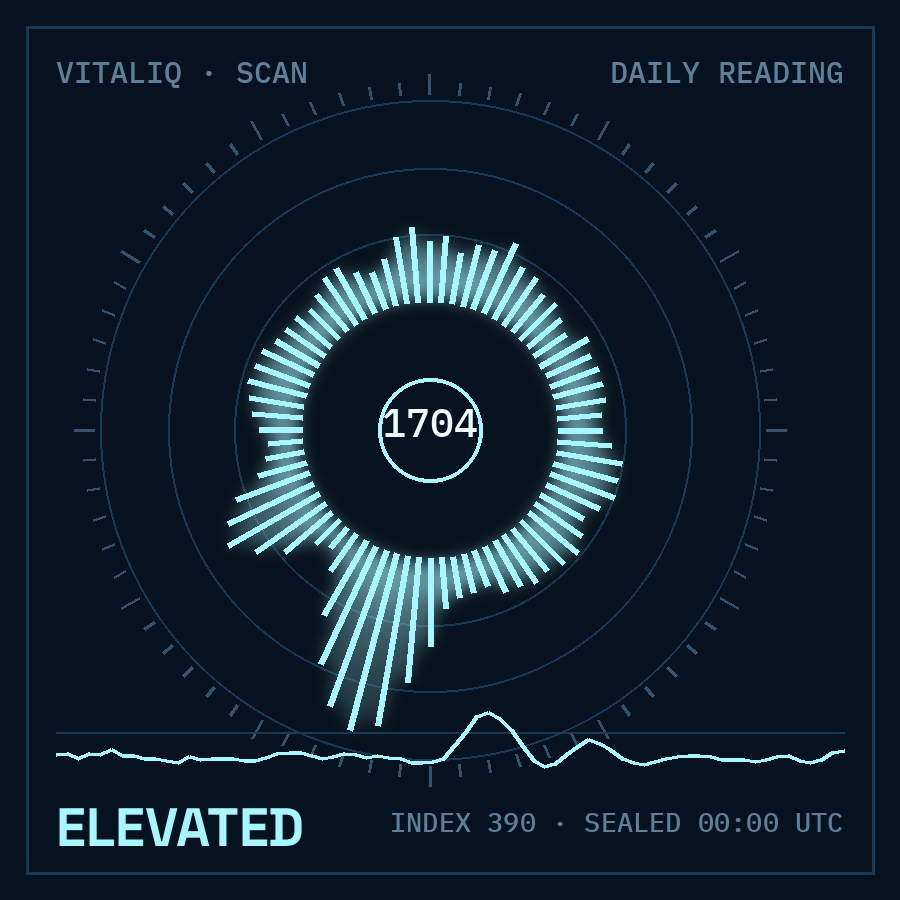 VITALIQ · SCAN
DAILY READING
1704
ELEVATED
INDEX 390 · SEALED 00:00 UTC